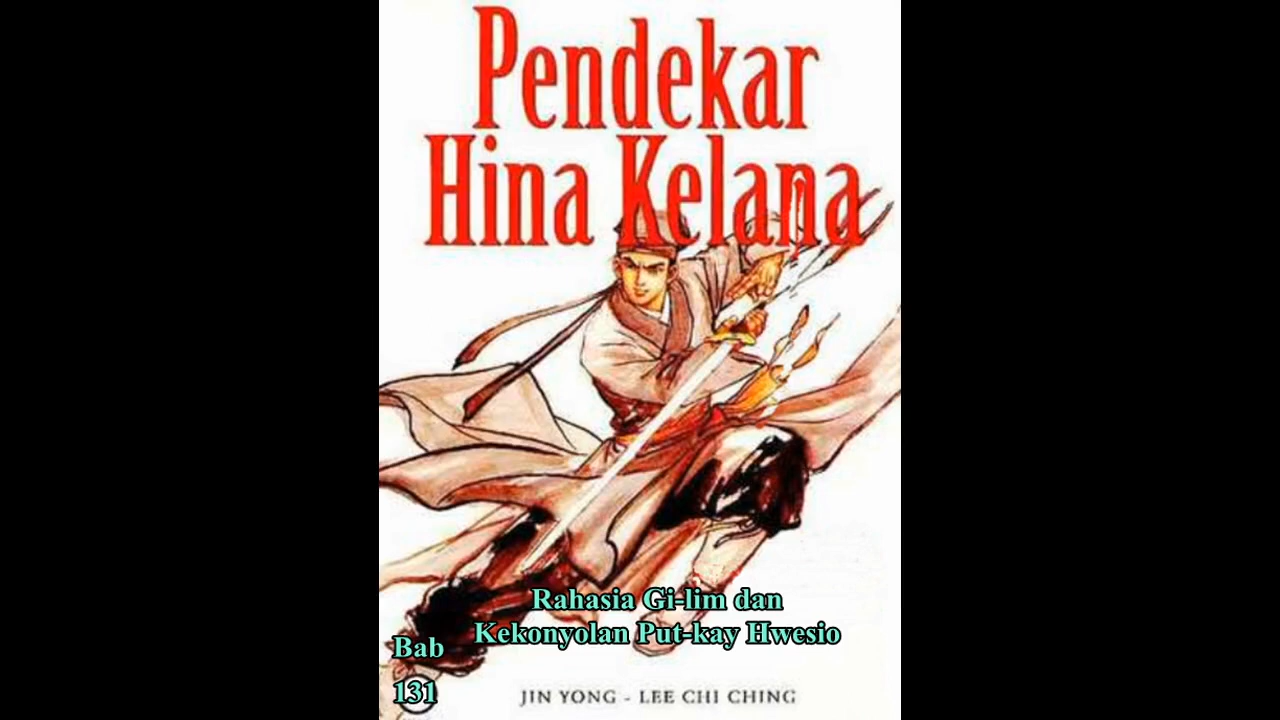 Pendekar
Hina Kelana
Rahasia Gi-lim dan
Kekonyolan Put-kay Hwesio
Bab
131
JIN YONG - LEE CHI CHING